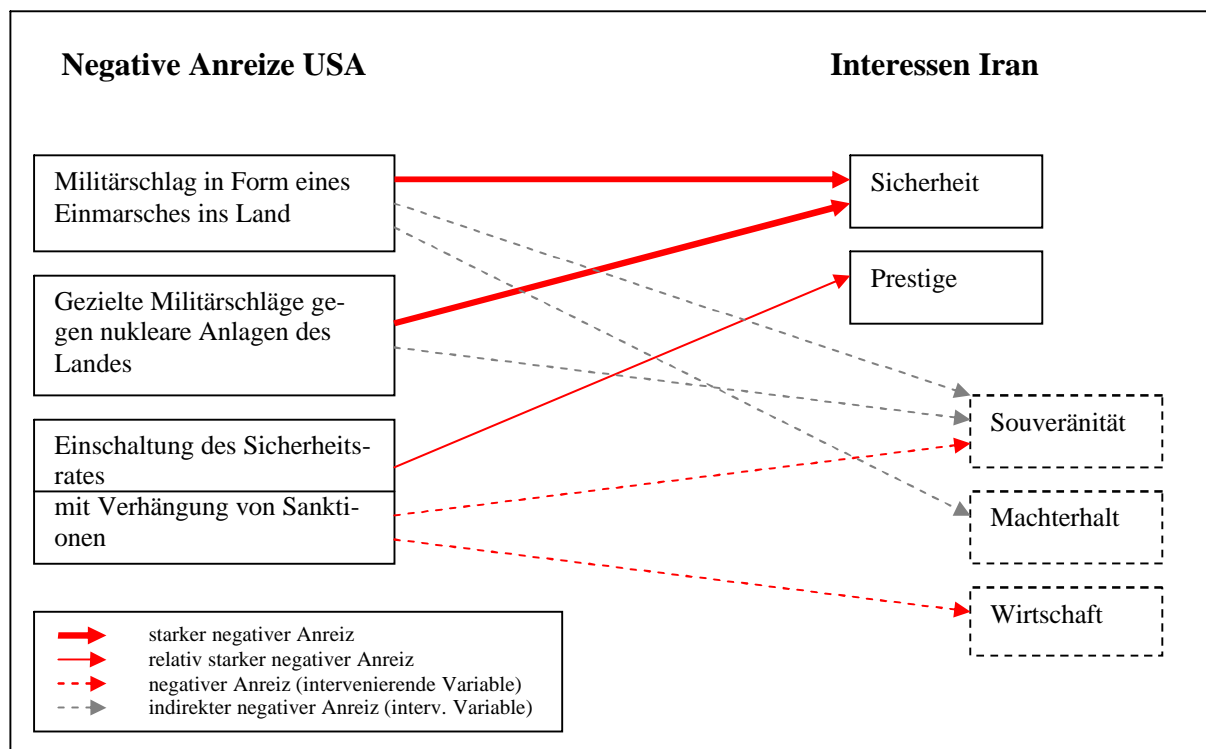 Negative Anreize USA
Interessen Iran
Militärschlag in Form eines
Einmarsches ins Land
Gezielte Militärschläge ge-
gen nukleare Anlagen des
Landes
Einschaltung des Sicherheits-
rates
mit Verhängung von Sankti-
onen
Sicherheit
Prestige
Souveränität
Machterhalt
Wirtschaft
starker negativer Anreiz
relativ starker negativer Anreiz
negativer Anreiz (intervenierende Variable)
indirekter negativer Anreiz (interv. Variable)